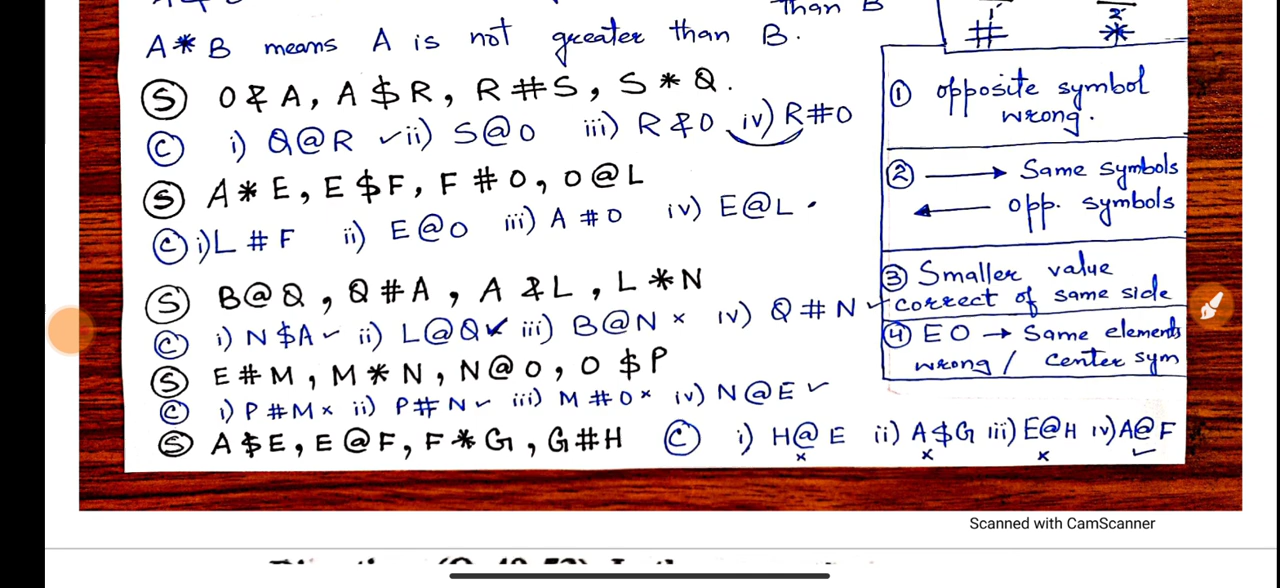 Than B
A * B means A is not greater than B.
1 2
# *
Ⓢ O & A, A $ R, R # S, S * Q.
Ⓒ i) Q @ R ✓ ii) S @ O iii) R & O iv) R # O
Ⓢ A * E, E $ F, F # O, O @ L
Ⓒ i) L # F ii) E @ O iii) A # O iv) E @ L .
Ⓢ B @ Q, Q # A, A & L, L * N
Ⓒ i) N $ A ✓ ii) L @ Q ✓ iii) B @ N × iv) Q # N ✓
Ⓢ E # M, M * N, N @ O, O $ P
Ⓒ i) P # M × ii) P # N ✓ iii) M # O × iv) N @ E ✓
Ⓢ A $ E, E @ F, F * G, G # H Ⓒ i) H @ E ii) A $ G iii) E @ H iv) A @ F
× × × ✓
① opposite symbol
wrong.
② → Same symbols
← opp. symbols
③ Smaller value
correct of same side
④ EO → Same elements
wrong / center sym
Scanned with CamScanner